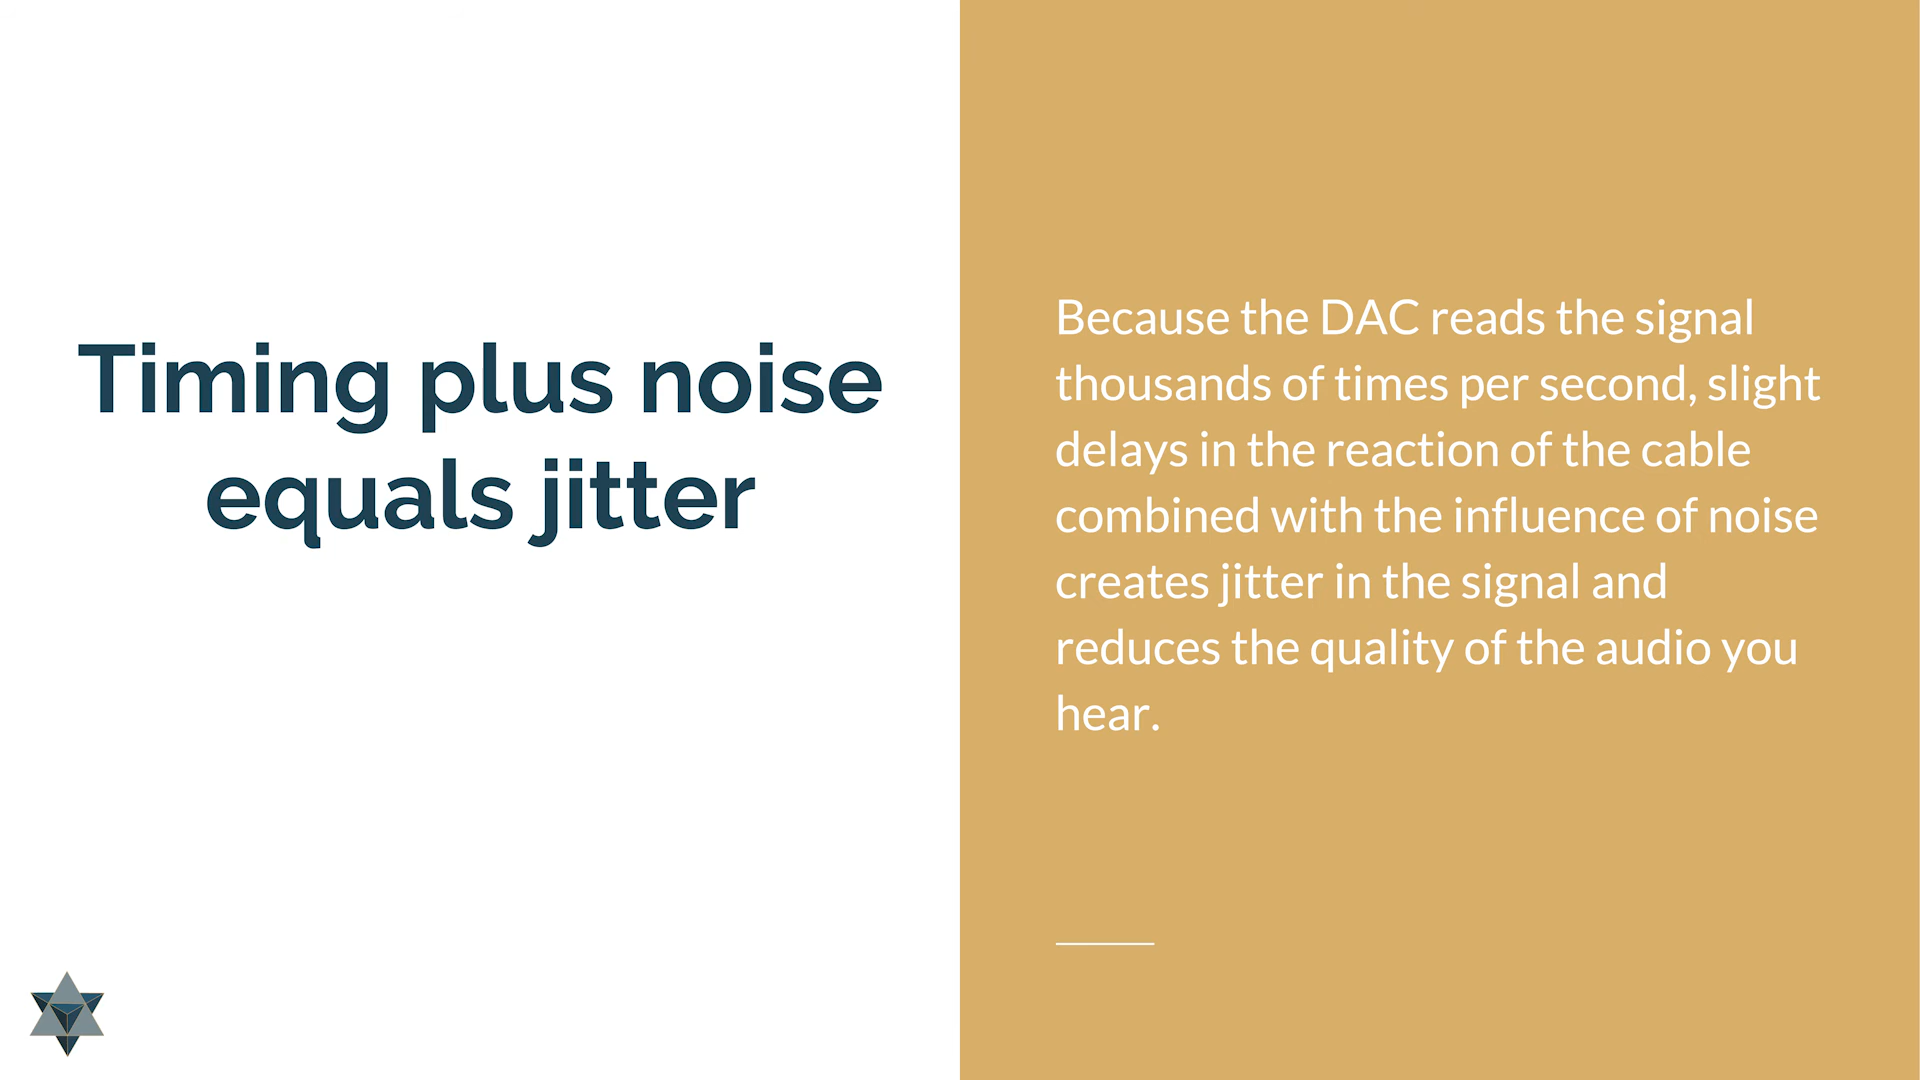 Timing plus noise
equals jitter
Because the DAC reads the signal
thousands of times per second, slight
delays in the reaction of the cable
combined with the influence of noise
creates jitter in the signal and
reduces the quality of the audio you
hear.